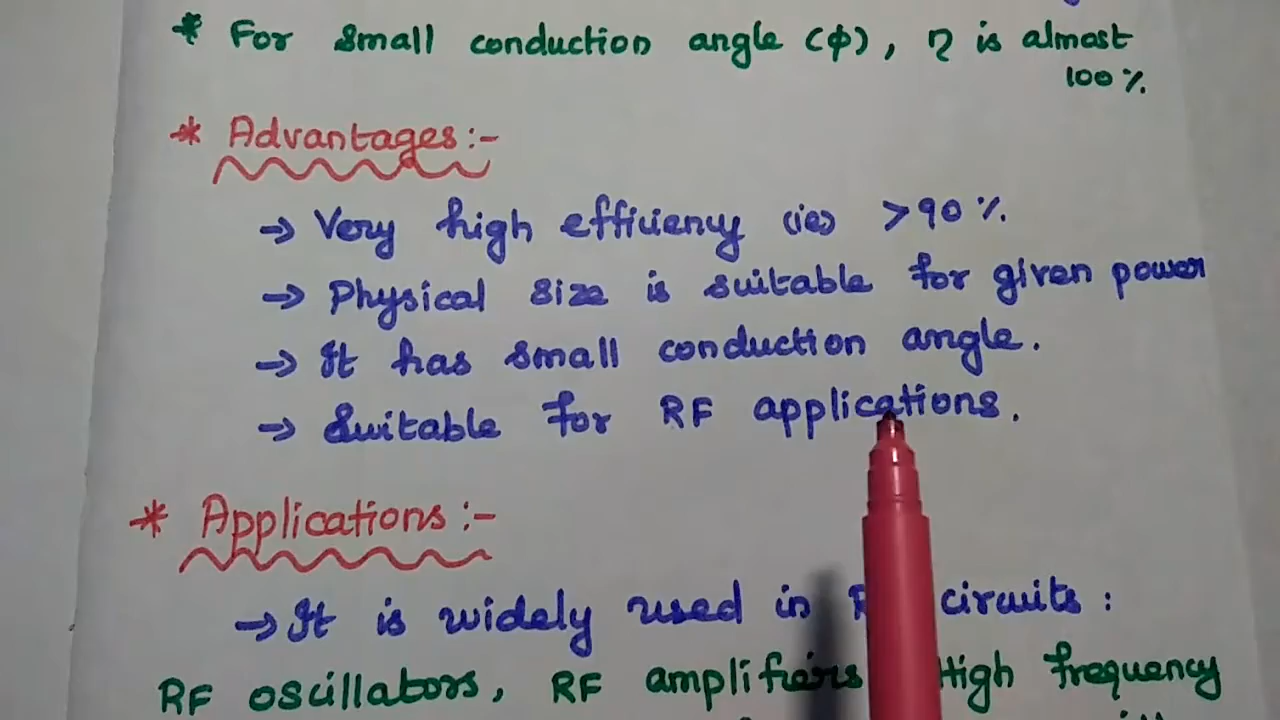 * For small conduction angle (φ), η is almost
100%.
* Advantages:-
→ Very high efficiency (ie) >90%.
→ Physical size is suitable for given power
→ It has small conduction angle.
→ Suitable for RF applications.
* Applications:-
→ It is widely used in circuits:
RF oscillators, RF amplifiers High frequency